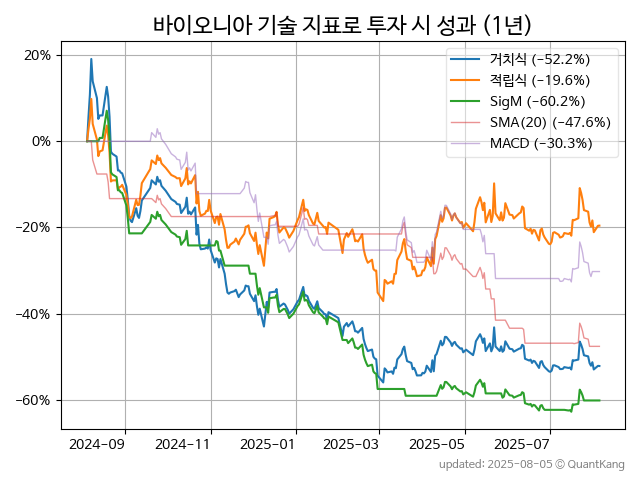 바이오니아 기술 지표로 투자 시 성과 (1년)
거치식 (−52.2%)
적립식 (−19.6%)
SigM (−60.2%)
SMA(20) (−47.6%)
MACD (−30.3%)
20%
0%
−20%
−40%
−60%
2024−09
2024−11
2025−01
2025−03
2025−05
2025−07
updated: 2025-08-05 © QuantKang